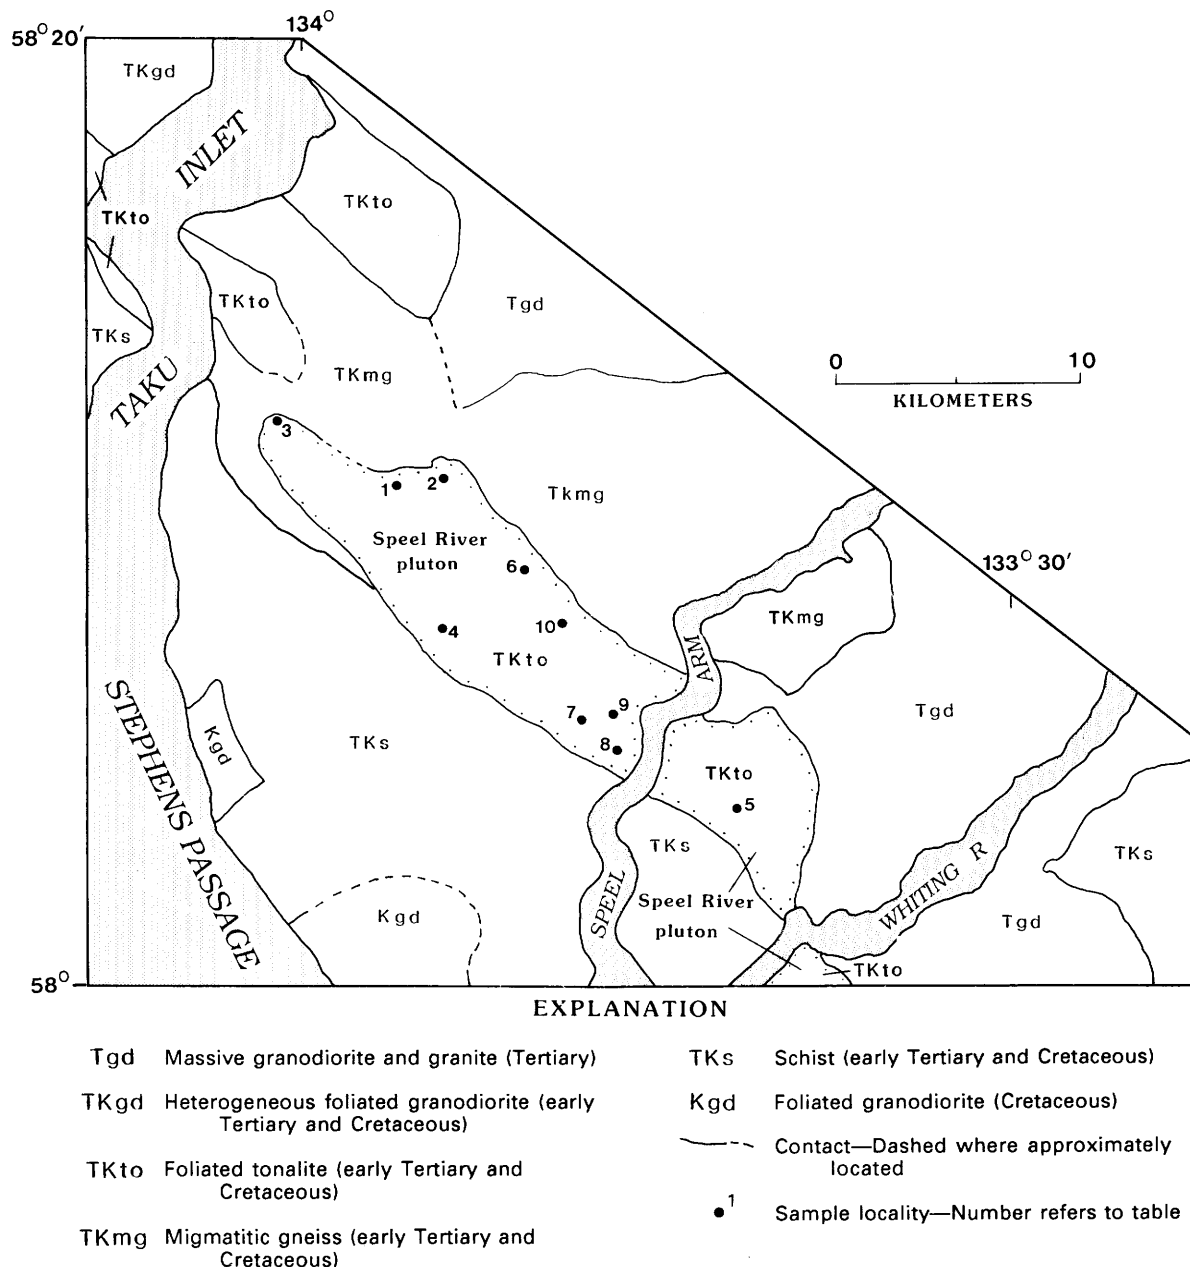 134°
58° 20′
TKgd
INLET
TKto
TKto
TKto
Tgd
TKs
TKmg
TAKU
0 10
KILOMETERS
3
1
2
Tkmg
Speel River
pluton
6
133° 30′
4
10
TKto
TKmg
ARM
7
9
8
Tgd
STEPHENS PASSAGE
Kgd
TKs
TKto
5
TKs
TKs
SPEEL
Speel River
pluton
WHITING R
Kgd
Tgd
TKto
58°
EXPLANATION
Tgd Massive granodiorite and granite (Tertiary)
TKgd Heterogeneous foliated granodiorite (early
Tertiary and Cretaceous)
TKto Foliated tonalite (early Tertiary and
Cretaceous)
TKmg Migmatitic gneiss (early Tertiary and
Cretaceous)
TKs Schist (early Tertiary and Cretaceous)
Kgd Foliated granodiorite (Cretaceous)
Contact—Dashed where approximately
located
1 Sample locality—Number refers to table